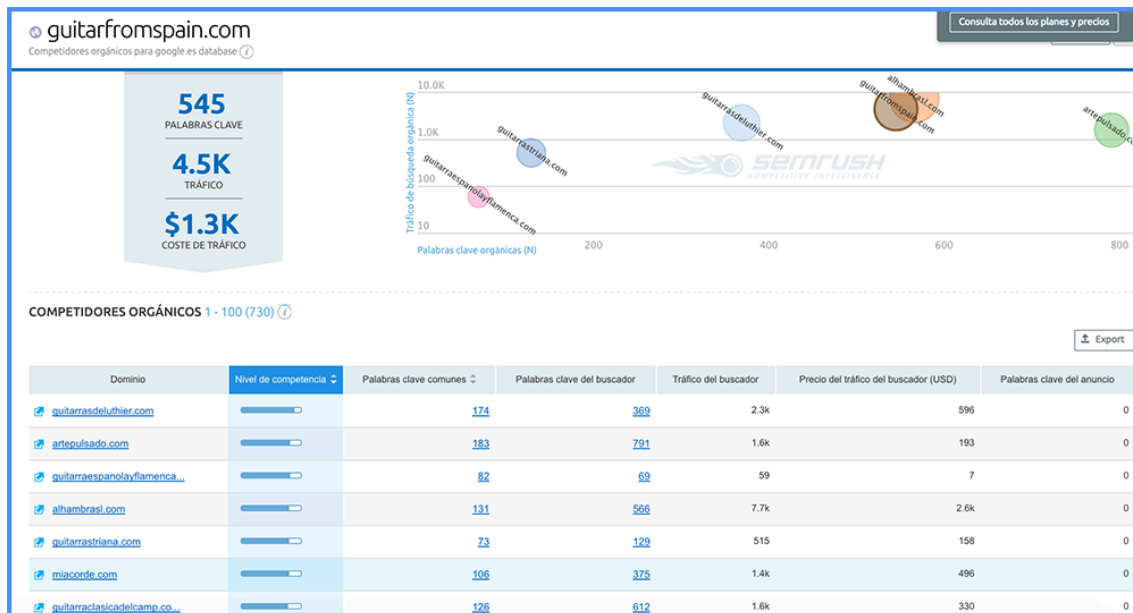 guitarfromspain.com
Consulta todos los planes y precios
Competidores orgánicos para google.es database i
545
PALABRAS CLAVE
4.5K
TRÁFICO
$1.3K
COSTE DE TRÁFICO
Tráfico de búsqueda orgánica (N)
10.0K
1.0K
100
10
guitarraespanolayflamenca.com
guitarrastriana.com
guitarrasdeluthier.com
guitarfromspain.com
alhambrasl.com
artepulsado.c
SEMRUSH
COMPETITIVE INTELLIGENCE
Palabras clave orgánicas (N)
200
400
600
800
COMPETIDORES ORGÁNICOS 1 - 100 (730) i
Export
Dominio Nivel de competencia Palabras clave comunes Palabras clave del buscador Tráfico del buscador Precio del tráfico del buscador (USD) Palabras clave del anuncio
guitarrasdeluthier.com 174 369 2.3k 596 0
artepulsado.com 183 791 1.6k 193 0
guitarraespanolayflamenca... 82 69 59 7 0
alhambrasl.com 131 566 7.7k 2.6k 0
guitarrastriana.com 73 129 515 158 0
miacorde.com 106 375 1.4k 496 0
guitarraclasicadelcamp.co... 126 612 1.6k 330 0